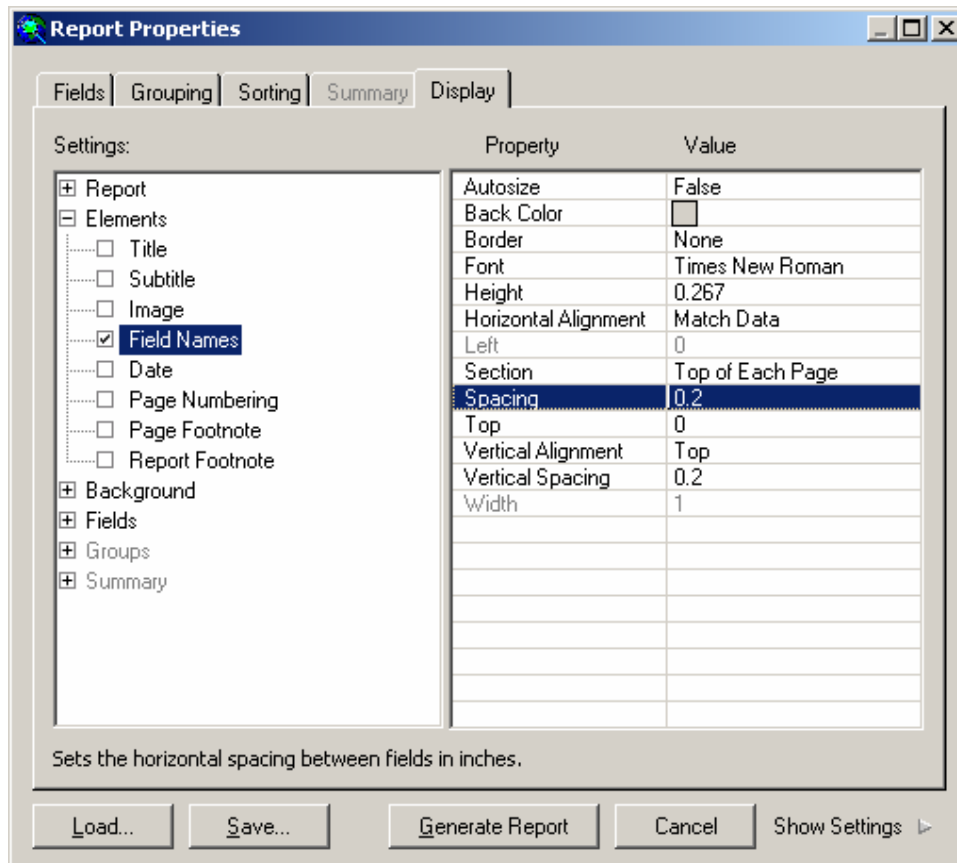 Report Properties
Fields Grouping Sorting Summary Display
Settings:
Property Value
Report
Elements
Title
Subtitle
Image
Field Names
Date
Page Numbering
Page Footnote
Report Footnote
Background
Fields
Groups
Summary
Autosize False
Back Color
Border None
Font Times New Roman
Height 0.267
Horizontal Alignment Match Data
Left 0
Section Top of Each Page
Spacing 0.2
Top 0
Vertical Alignment Top
Vertical Spacing 0.2
Width 1
Sets the horizontal spacing between fields in inches.
Load... Save... Generate Report Cancel Show Settings